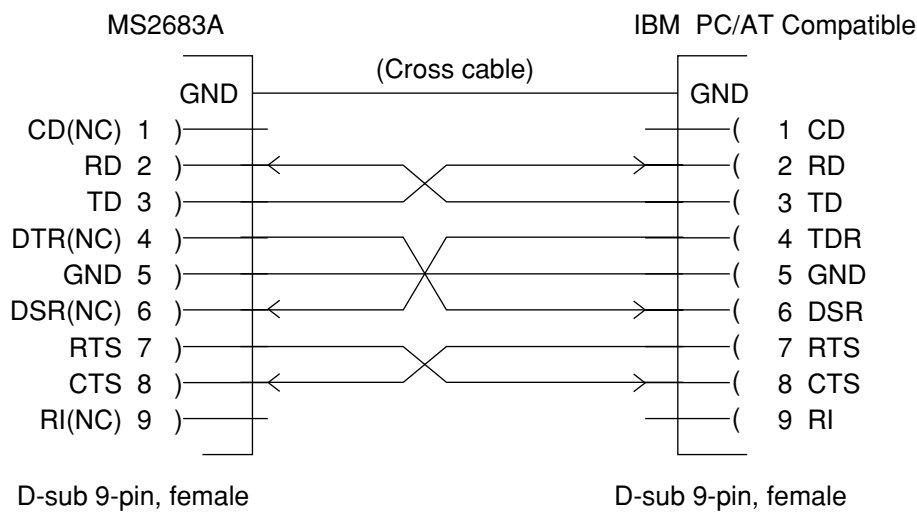 MS2683A IBM PC/AT Compatible
(Cross cable)
GND GND
CD(NC) 1 ) ( 1 CD
RD 2 ) ( 2 RD
TD 3 ) ( 3 TD
DTR(NC) 4 ) ( 4 TDR
GND 5 ) ( 5 GND
DSR(NC) 6 ) ( 6 DSR
RTS 7 ) ( 7 RTS
CTS 8 ) ( 8 CTS
RI(NC) 9 ) ( 9 RI
D-sub 9-pin, female D-sub 9-pin, female